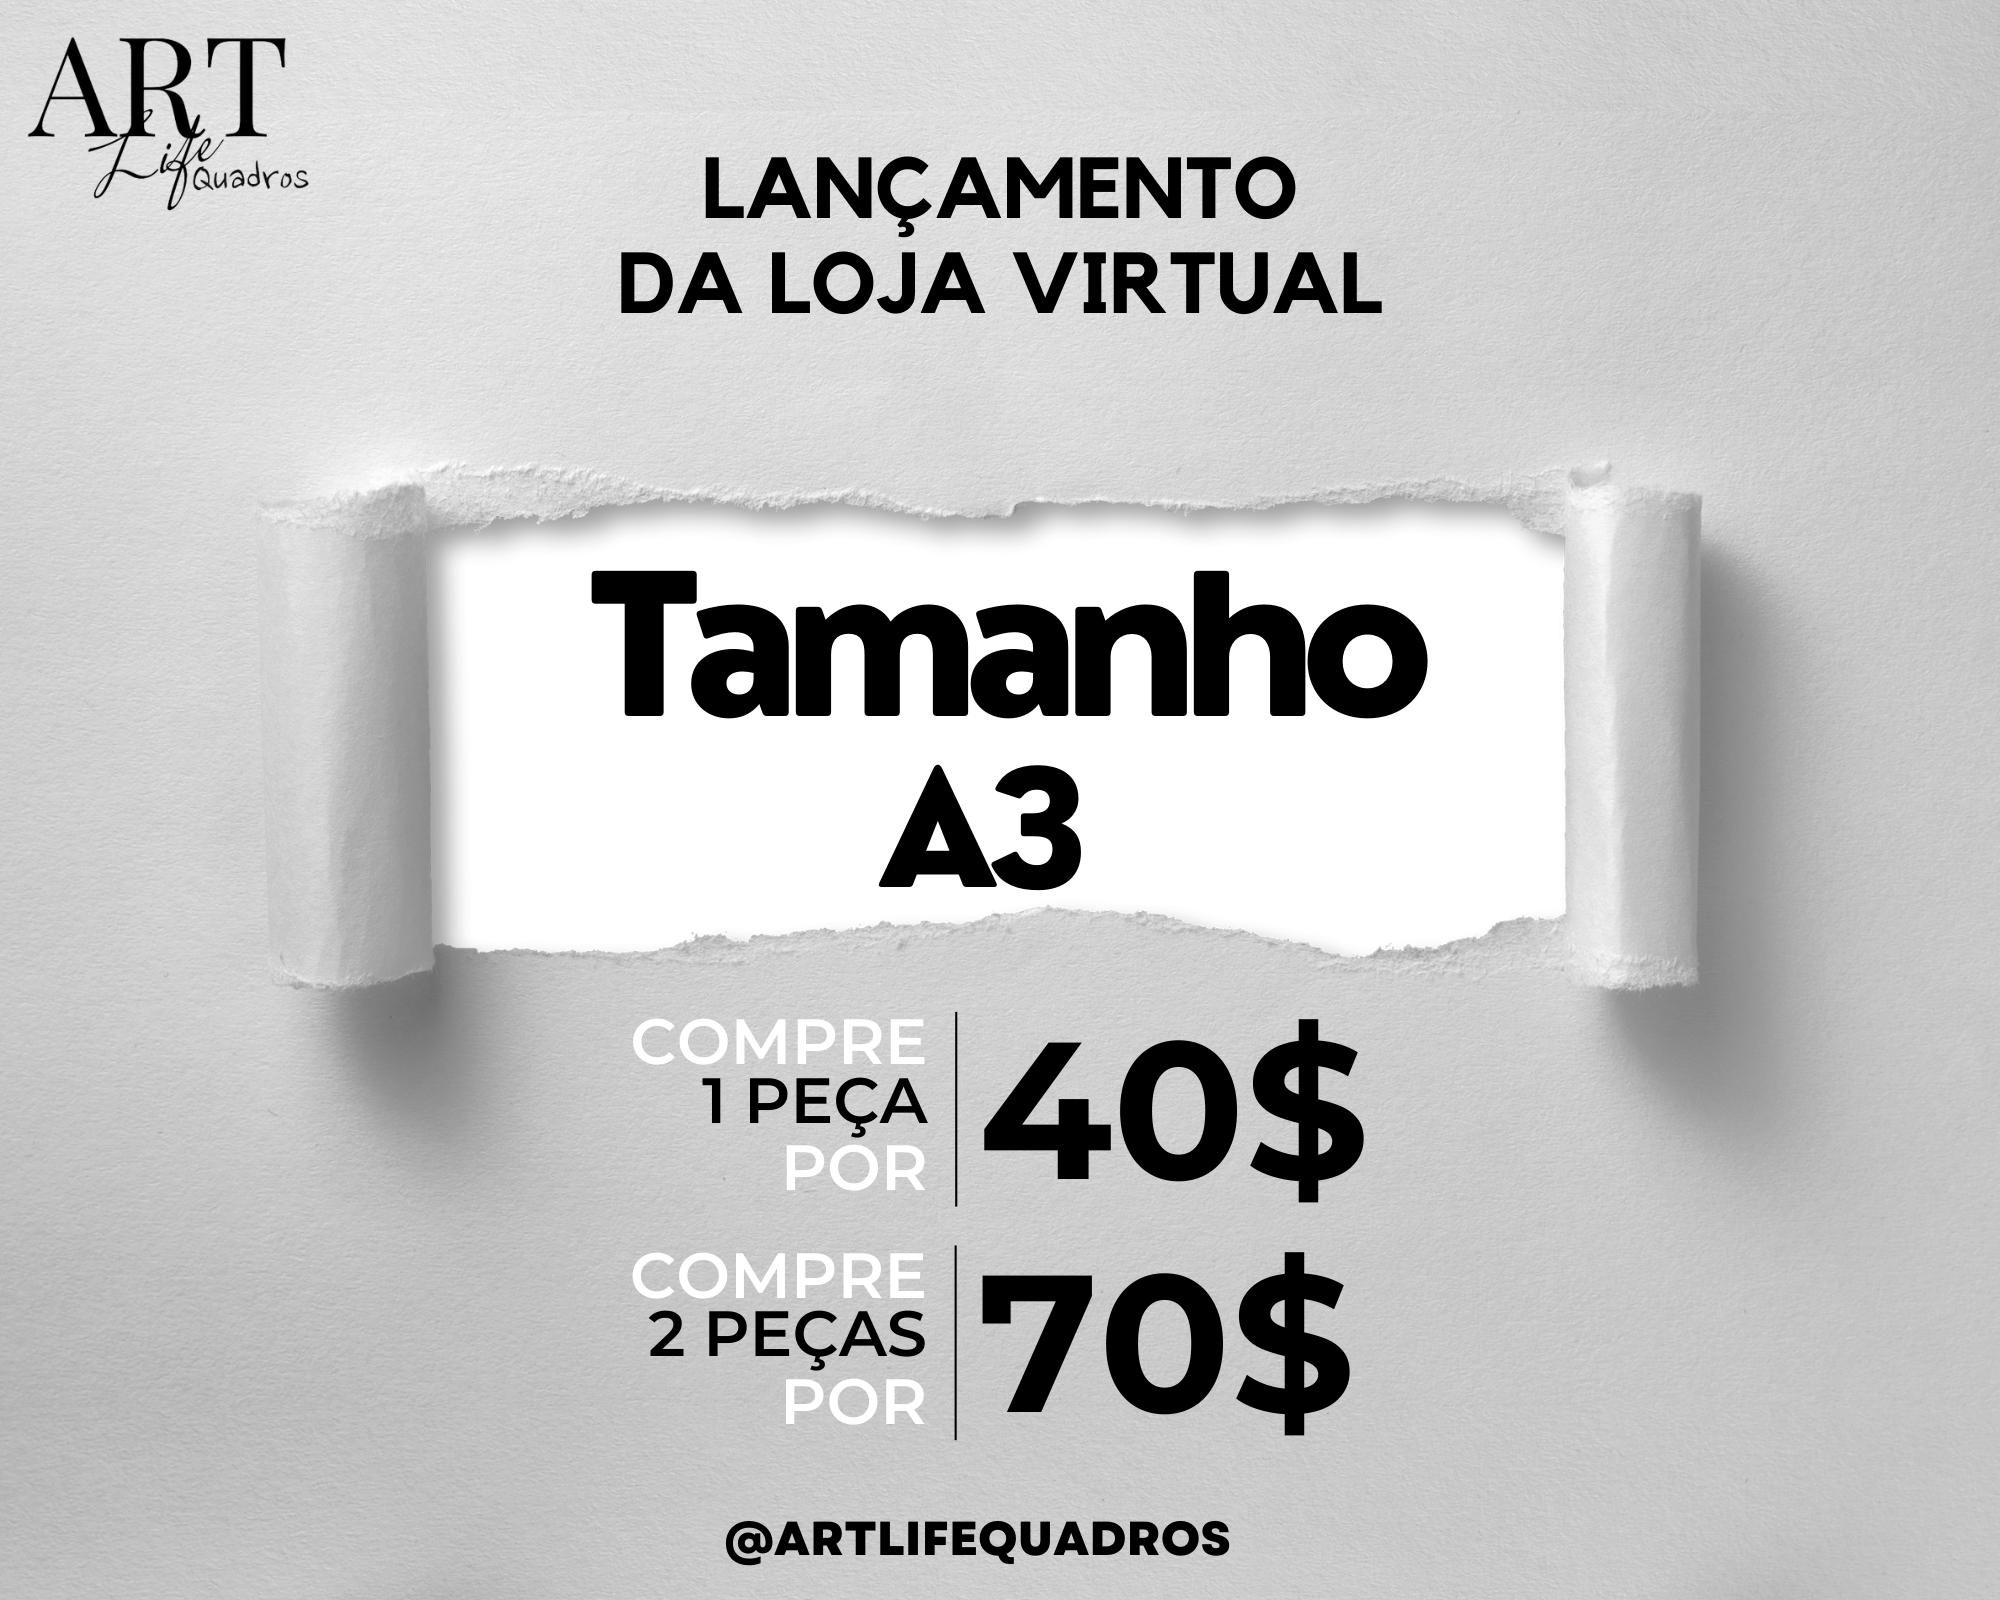 ART
Life
Quadros
LANÇAMENTO
DA LOJA VIRTUAL
Tamanho
A3
COMPRE
1 PEÇA
POR
40$
COMPRE
2 PEÇAS
POR
70$
@ARTLIFEQUADROS